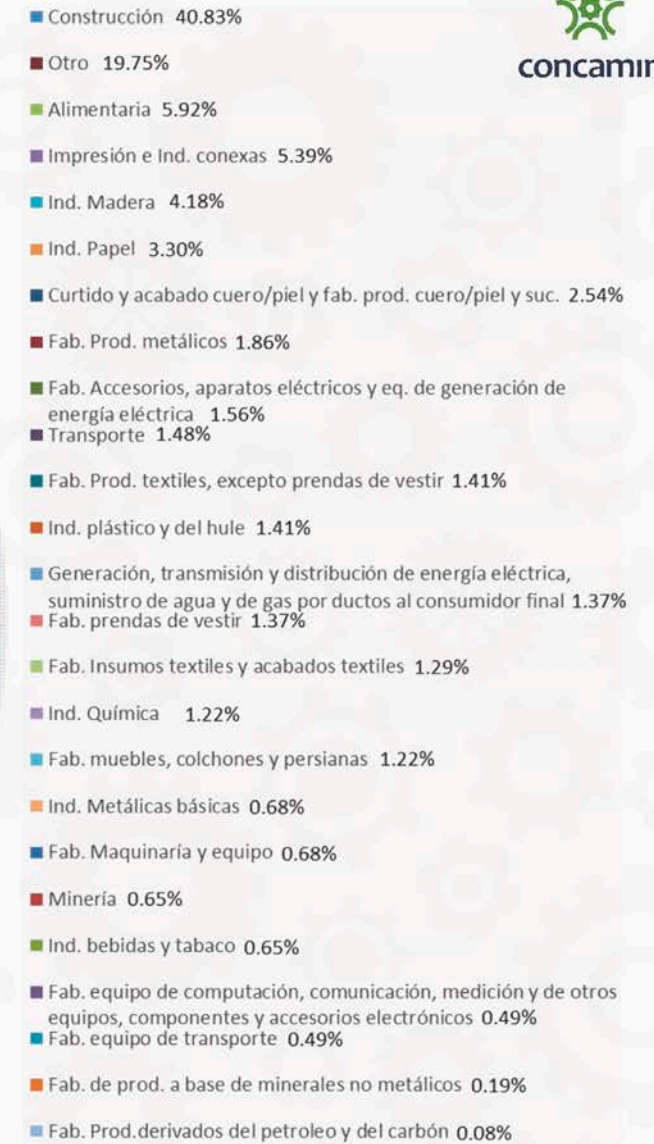 Construcción 40.83%
concamin
Otro 19.75%
Alimentaria 5.92%
Impresión e Ind. conexas 5.39%
Ind. Madera 4.18%
Ind. Papel 3.30%
Curtido y acabado cuero/piel y fab. prod. cuero/piel y suc. 2.54%
Fab. Prod. metálicos 1.86%
Fab. Accesorios, aparatos eléctricos y eq. de generación de
energía eléctrica 1.56%
Transporte 1.48%
Fab. Prod. textiles, excepto prendas de vestir 1.41%
Ind. plástico y del hule 1.41%
Generación, transmisión y distribución de energía eléctrica,
suministro de agua y de gas por ductos al consumidor final 1.37%
Fab. prendas de vestir 1.37%
Fab. Insumos textiles y acabados textiles 1.29%
Ind. Química 1.22%
Fab. muebles, colchones y persianas 1.22%
Ind. Metálicas básicas 0.68%
Fab. Maquinaría y equipo 0.68%
Minería 0.65%
Ind. bebidas y tabaco 0.65%
Fab. equipo de computación, comunicación, medición y de otros
equipos, componentes y accesorios electrónicos 0.49%
Fab. equipo de transporte 0.49%
Fab. de prod. a base de minerales no metálicos 0.19%
Fab. Prod.derivados del petroleo y del carbón 0.08%